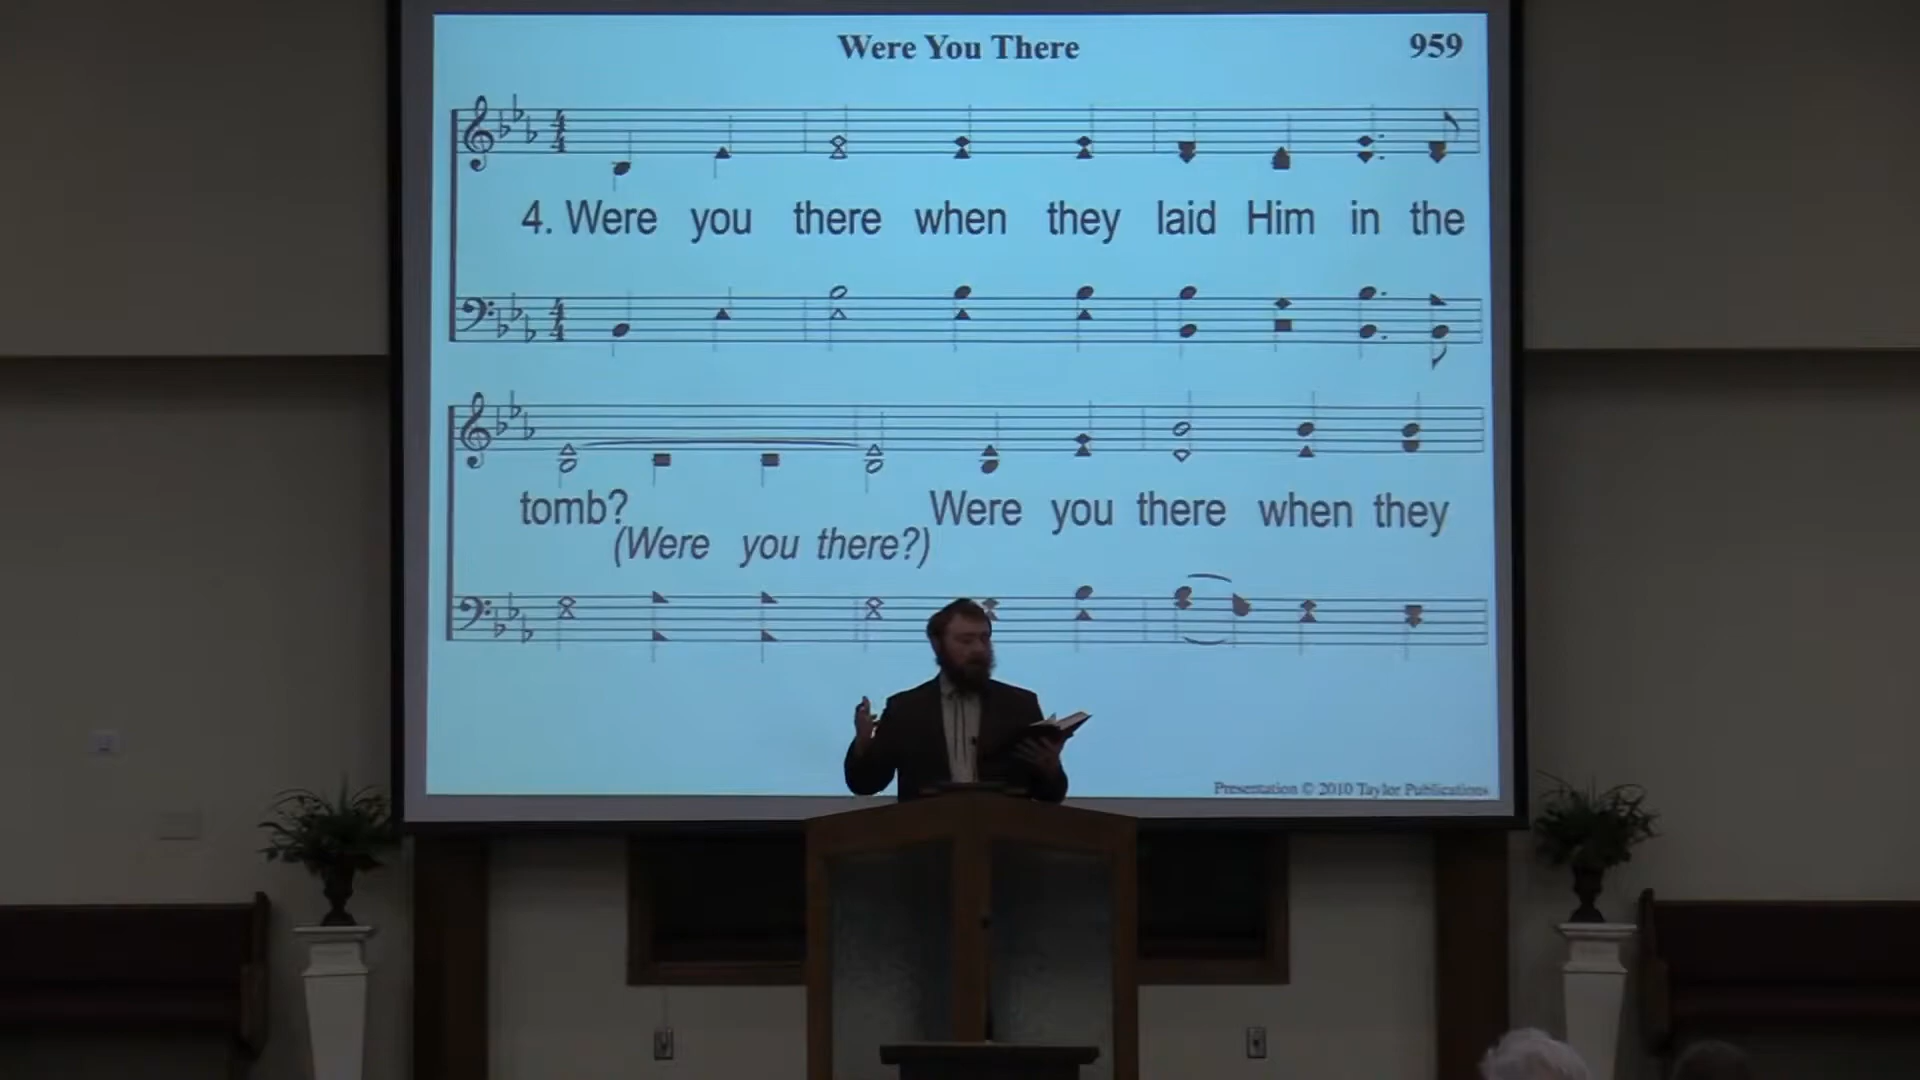 Were You There 959
4. Were you there when they laid Him in the
tomb? Were you there when they
(Were you there?)
Presentation © 2010 Taylor Publications